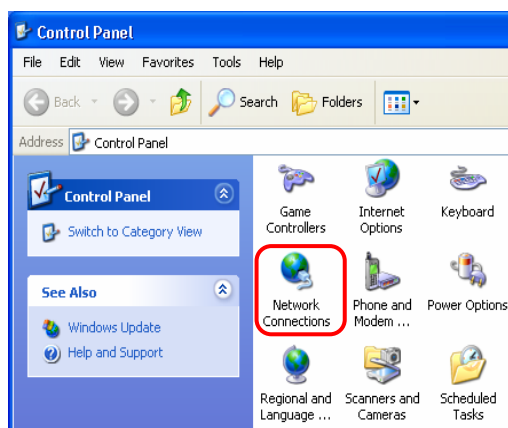 Control Panel
File Edit View Favorites Tools Help
Back Search Folders
Address Control Panel
Control Panel
Switch to Category View
See Also
Windows Update
Help and Support
Game Controllers
Internet Options
Keyboard
Network Connections
Phone and Modem ...
Power Options
Regional and Language ...
Scanners and Cameras
Scheduled Tasks